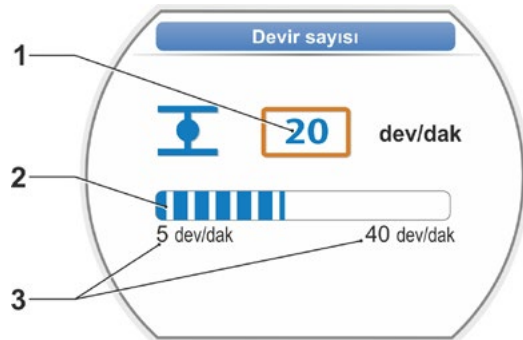 Devir sayısı
1
20 dev/dak
2
5 dev/dak 40 dev/dak
3